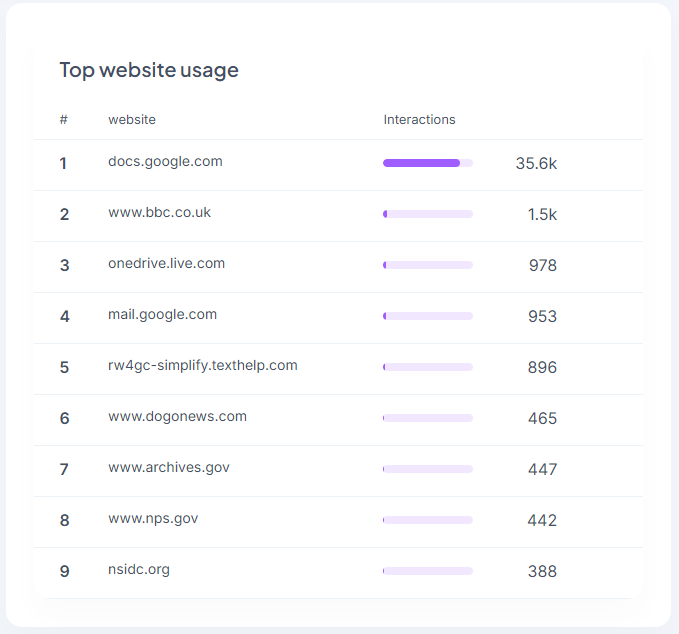 Top website usage
# website Interactions
1 docs.google.com 35.6k
2 www.bbc.co.uk 1.5k
3 onedrive.live.com 978
4 mail.google.com 953
5 rw4gc-simplify.texthelp.com 896
6 www.dogonews.com 465
7 www.archives.gov 447
8 www.nps.gov 442
9 nsidc.org 388